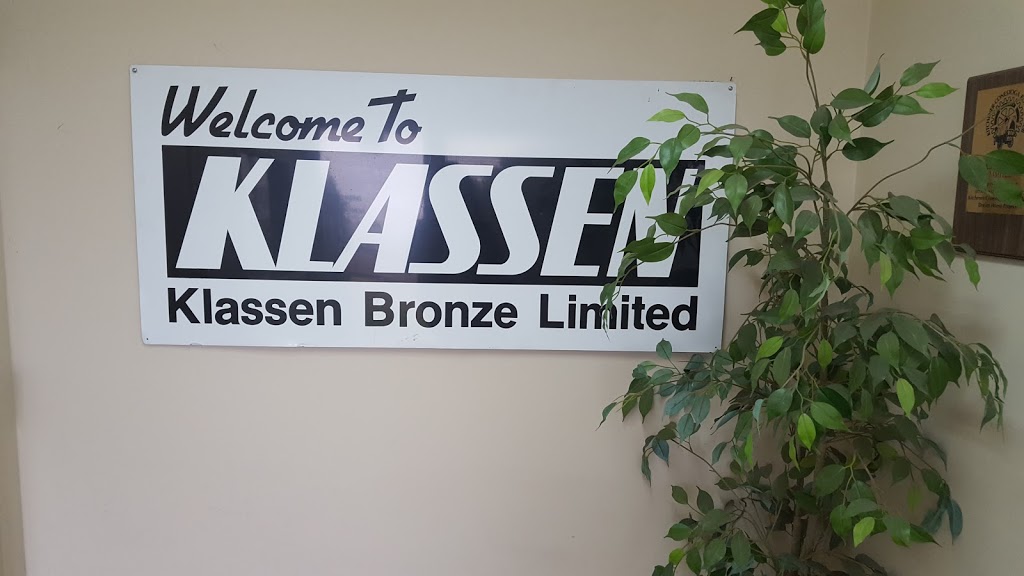 Welcome To
KLASSEN
Klassen Bronze Limited